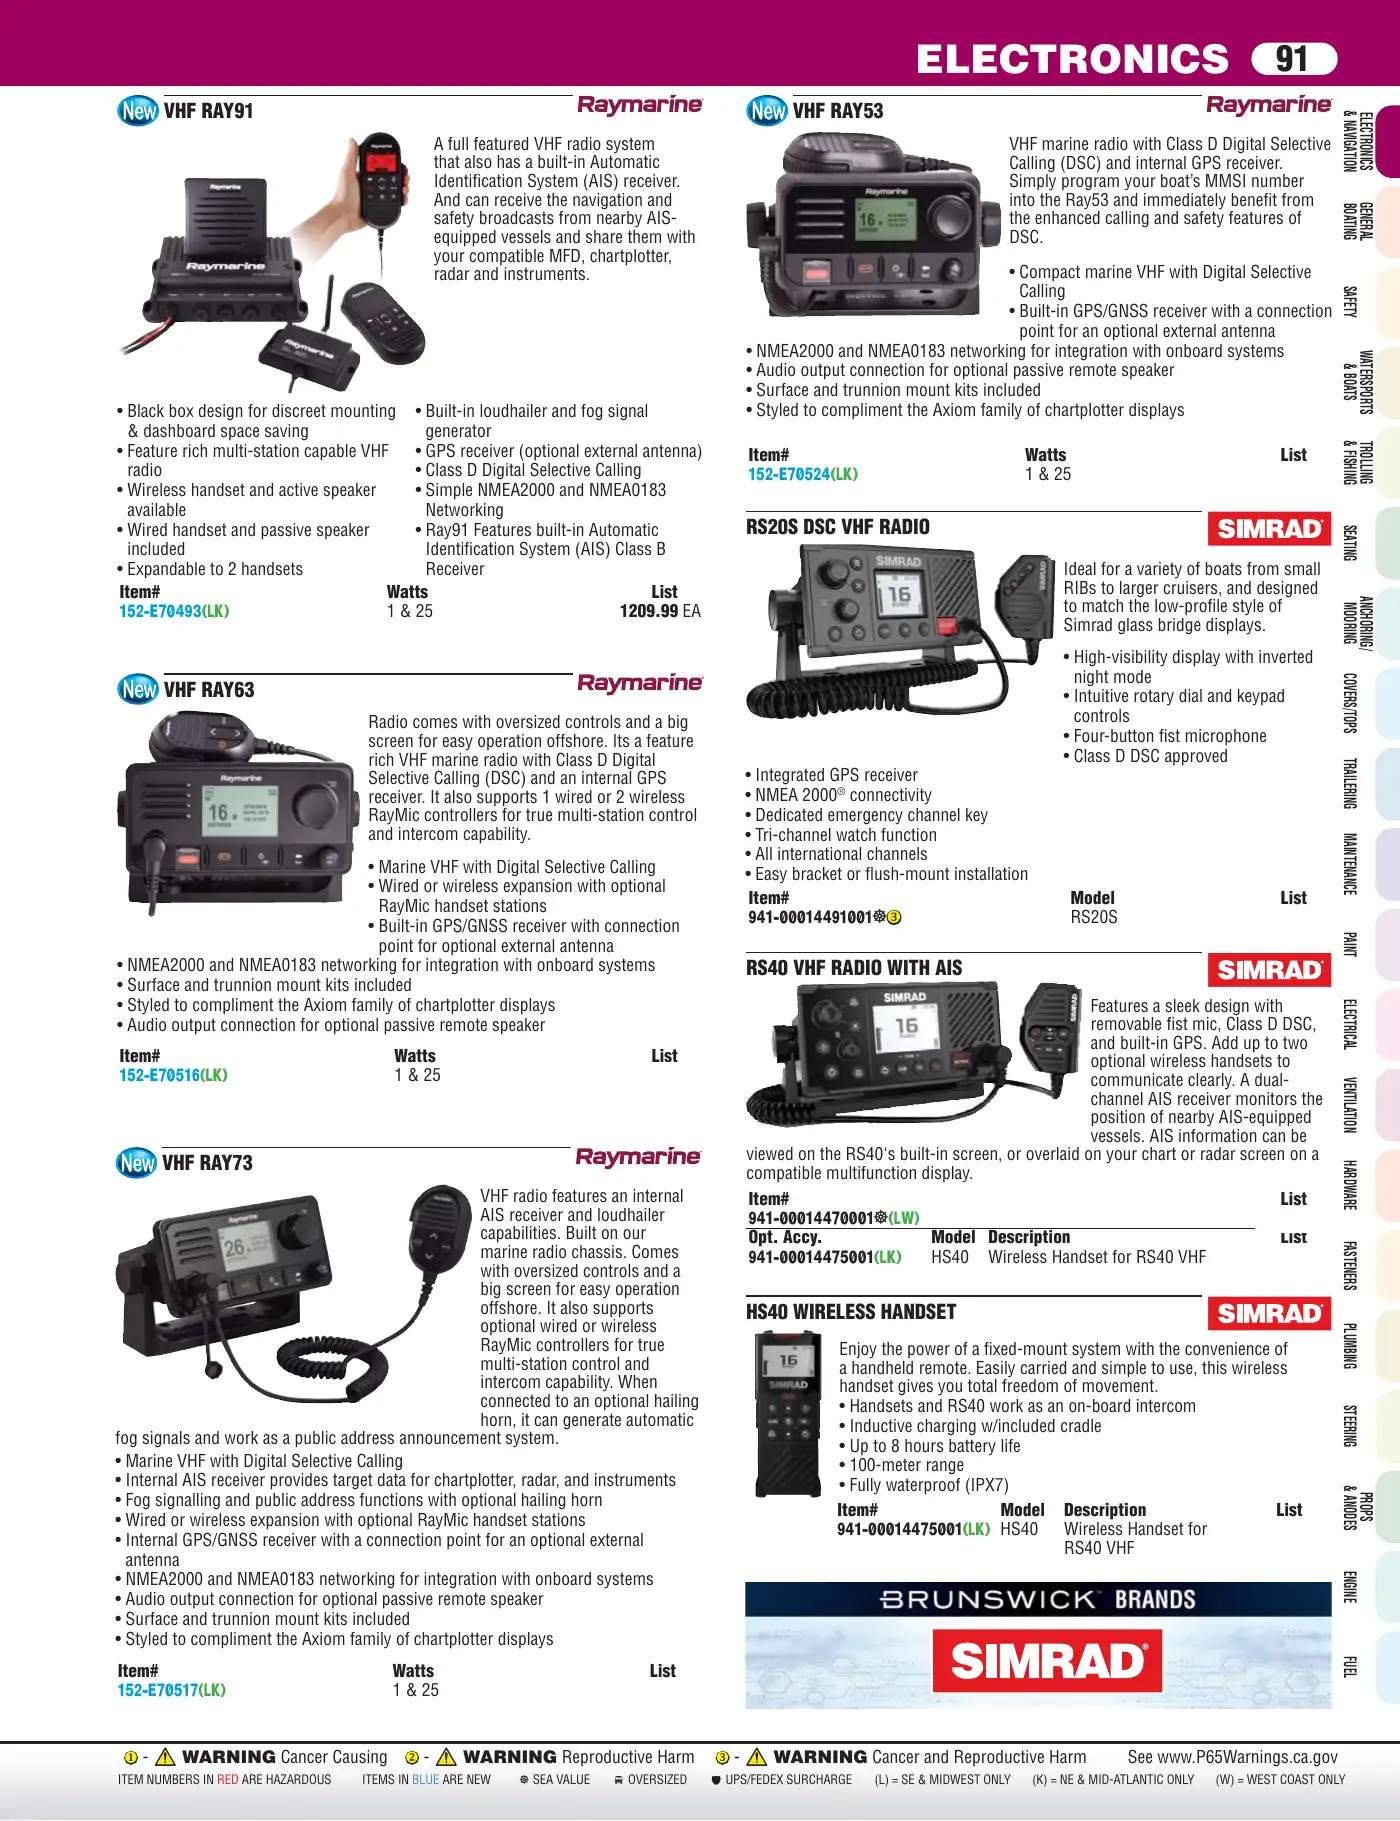 ELECTRONICS 91
New VHF RAY91 Raymarine
A full featured VHF radio system
that also has a built-in Automatic
Identification System (AIS) receiver.
And can receive the navigation and
safety broadcasts from nearby AIS-
equipped vessels and share them with
your compatible MFD, chartplotter,
radar and instruments.
• Black box design for discreet mounting
& dashboard space saving
• Feature rich multi-station capable VHF
radio
• Wireless handset and active speaker
available
• Wired handset and passive speaker
included
• Expandable to 2 handsets
• Built-in loudhailer and fog signal
generator
• GPS receiver (optional external antenna)
• Class D Digital Selective Calling
• Simple NMEA2000 and NMEA0183
Networking
• Ray91 Features built-in Automatic
Identification System (AIS) Class B
Receiver
Item# Watts List
152-E70493(LK) 1 & 25 1209.99 EA
New VHF RAY63 Raymarine
Radio comes with oversized controls and a big
screen for easy operation offshore. Its a feature
rich VHF marine radio with Class D Digital
Selective Calling (DSC) and an internal GPS
receiver. It also supports 1 wired or 2 wireless
RayMic controllers for true multi-station control
and intercom capability.
• Marine VHF with Digital Selective Calling
• Wired or wireless expansion with optional
RayMic handset stations
• Built-in GPS/GNSS receiver with connection
point for optional external antenna
• NMEA2000 and NMEA0183 networking for integration with onboard systems
• Surface and trunnion mount kits included
• Styled to compliment the Axiom family of chartplotter displays
• Audio output connection for optional passive remote speaker
Item# Watts List
152-E70516(LK) 1 & 25
New VHF RAY73 Raymarine
VHF radio features an internal
AIS receiver and loudhailer
capabilities. Built on our
marine radio chassis. Comes
with oversized controls and a
big screen for easy operation
offshore. It also supports
optional wired or wireless
RayMic controllers for true
multi-station control and
intercom capability. When
connected to an optional hailing
horn, it can generate automatic
fog signals and work as a public address announcement system.
• Marine VHF with Digital Selective Calling
• Internal AIS receiver provides target data for chartplotter, radar, and instruments
• Fog signalling and public address functions with optional hailing horn
• Wired or wireless expansion with optional RayMic handset stations
• Internal GPS/GNSS receiver with a connection point for an optional external
antenna
• NMEA2000 and NMEA0183 networking for integration with onboard systems
• Audio output connection for optional passive remote speaker
• Surface and trunnion mount kits included
• Styled to compliment the Axiom family of chartplotter displays
Item# Watts List
152-E70517(LK) 1 & 25
New VHF RAY53 Raymarine
VHF marine radio with Class D Digital Selective
Calling (DSC) and internal GPS receiver.
Simply program your boat's MMSI number
into the Ray53 and immediately benefit from
the enhanced calling and safety features of
DSC.
• Compact marine VHF with Digital Selective
Calling
• Built-in GPS/GNSS receiver with a connection
point for an optional external antenna
• NMEA2000 and NMEA0183 networking for integration with onboard systems
• Audio output connection for optional passive remote speaker
• Surface and trunnion mount kits included
• Styled to compliment the Axiom family of chartplotter displays
Item# Watts List
152-E70524(LK) 1 & 25
RS20S DSC VHF RADIO SIMRAD
Ideal for a variety of boats from small
RIBs to larger cruisers, and designed
to match the low-profile style of
Simrad glass bridge displays.
• High-visibility display with inverted
night mode
• Intuitive rotary dial and keypad
controls
• Four-button fist microphone
• Class D DSC approved
• Integrated GPS receiver
• NMEA 2000® connectivity
• Dedicated emergency channel key
• Tri-channel watch function
• All international channels
• Easy bracket or flush-mount installation
Item# Model List
941-00014491001 3 RS20S
RS40 VHF RADIO WITH AIS SIMRAD
Features a sleek design with
removable fist mic, Class D DSC,
and built-in GPS. Add up to two
optional wireless handsets to
communicate clearly. A dual-
channel AIS receiver monitors the
position of nearby AIS-equipped
vessels. AIS information can be
viewed on the RS40's built-in screen, or overlaid on your chart or radar screen on a
compatible multifunction display.
Item# List
941-00014470001(LW)
Opt. Accy. Model Description List
941-00014475001(LK) HS40 Wireless Handset for RS40 VHF
HS40 WIRELESS HANDSET SIMRAD
Enjoy the power of a fixed-mount system with the convenience of
a handheld remote. Easily carried and simple to use, this wireless
handset gives you total freedom of movement.
• Handsets and RS40 work as an on-board intercom
• Inductive charging w/included cradle
• Up to 8 hours battery life
• 100-meter range
• Fully waterproof (IPX7)
Item# Model Description List
941-00014475001(LK) HS40 Wireless Handset for
RS40 VHF
BRUNSWICK BRANDS
SIMRAD®
ELECTRONICS
& NAVIGATION
GENERAL
BOATING
SAFETY
WATERSPORTS
& BOATS
TROLLING
& FISHING
SEATING
ANCHORING/
MOORING
COVERS/TOPS
TRAILERING
MAINTENANCE
PAINT
ELECTRICAL
VENTILATION
HARDWARE
FASTENERS
PLUMBING
STEERING
PROPS
& ANODES
ENGINE
FUEL
1 - WARNING Cancer Causing 2 - WARNING Reproductive Harm 3 - WARNING Cancer and Reproductive Harm See www.P65Warnings.ca.gov
ITEM NUMBERS IN RED ARE HAZARDOUS ITEMS IN BLUE ARE NEW SEA VALUE OVERSIZED UPS/FEDEX SURCHARGE (L) = SE & MIDWEST ONLY (K) = NE & MID-ATLANTIC ONLY (W) = WEST COAST ONLY